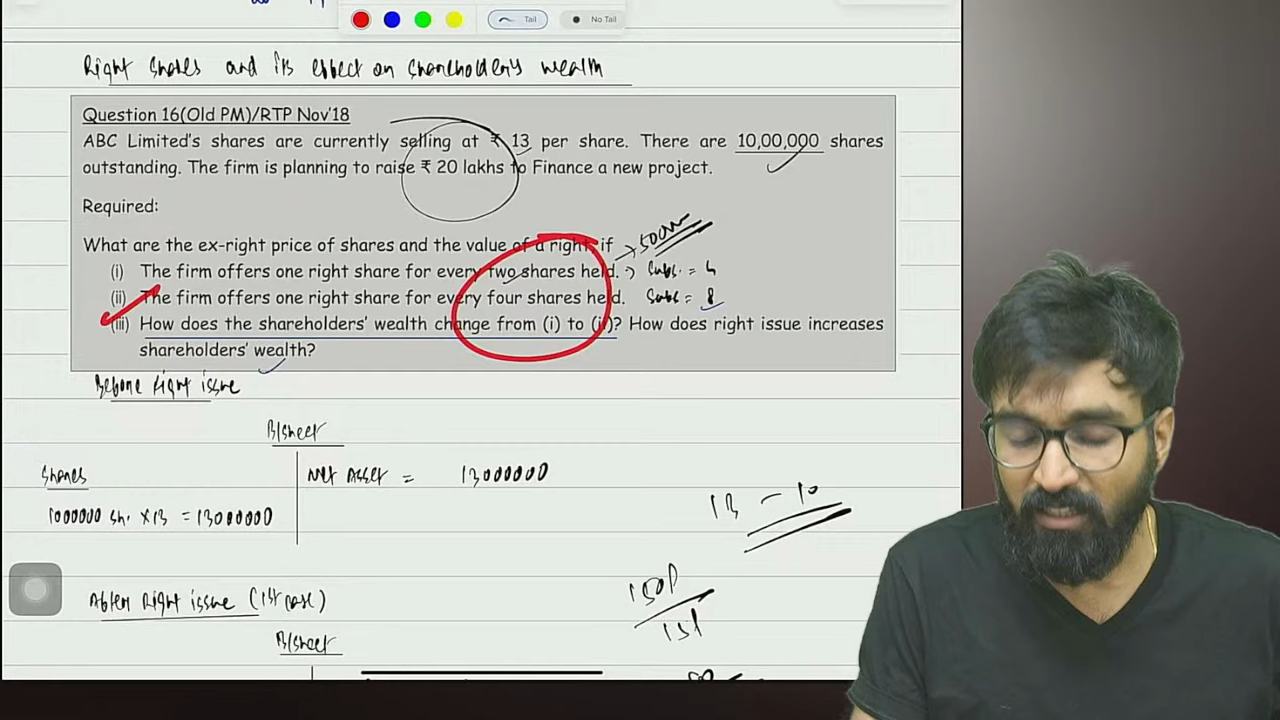 Tail
No Tail
Right shares and its effect on shareholder's wealth
Question 16(Old PM)/RTP Nov'18
ABC Limited's shares are currently selling at ₹ 13 per share. There are 10,00,000 shares
outstanding. The firm is planning to raise ₹ 20 lakhs to Finance a new project.
Required:
What are the ex-right price of shares and the value of a right, if
(i) The firm offers one right share for every two shares held. Subs. = 4
(ii) The firm offers one right share for every four shares held. Subs = 8
(iii) How does the shareholders' wealth change from (i) to (ii)? How does right issue increases
shareholders' wealth?
Before right issue
B/sheet
Shares
Net Asset = 13000000
1000000 sh. x 13 = 13000000
13 - 10
After Right issue (1st case)
B/sheet